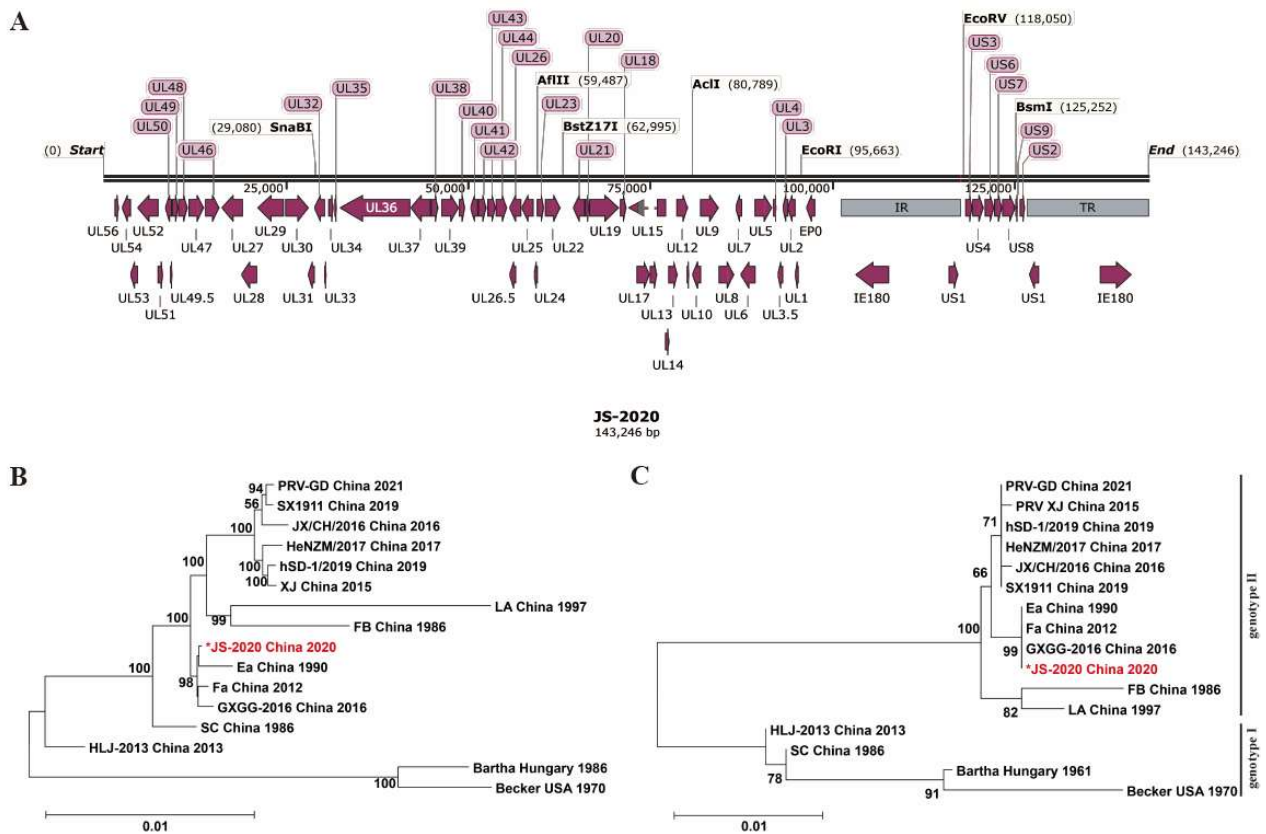 A
UL43
UL44
UL26
UL20
UL18
EcoRV (118,050)
US3
US6
US7
UL48
UL49
UL50
UL46
UL32
UL35
(29,080) SnaBI
UL38
UL40
UL41
UL42
AflII (59,487)
UL23
BstZ17I (62,995)
UL21
AclI (80,789)
UL4
UL3
EcoRI (95,663)
BsmI (125,252)
US9
US2
(0) Start
End (143,246)
25,000
50,000
75,000
100,000
125,000
UL36
IR
TR
UL56
UL52
UL29
UL19
UL15
UL9
UL5
EP0
UL54
UL47
UL27
UL30
UL34
UL37
UL39
UL25
UL22
UL12
UL7
UL2
US4
US8
UL53
UL49.5
UL28
UL31
UL33
UL26.5
UL24
UL17
UL10
UL8
UL1
IE180
US1
US1
IE180
UL51
UL13
UL6
UL3.5
UL14
JS-2020
143,246 bp
B
94
PRV-GD China 2021
56
SX1911 China 2019
100
JX/CH/2016 China 2016
HeNZM/2017 China 2017
100
hSD-1/2019 China 2019
100
XJ China 2015
100
LA China 1997
99
FB China 1986
100
*JS-2020 China 2020
100
Ea China 1990
98
Fa China 2012
GXGG-2016 China 2016
SC China 1986
HLJ-2013 China 2013
Bartha Hungary 1986
100
Becker USA 1970
0.01
C
PRV-GD China 2021
PRV XJ China 2015
71
hSD-1/2019 China 2019
HeNZM/2017 China 2017
66
JX/CH/2016 China 2016
SX1911 China 2019
Ea China 1990
100
Fa China 2012
99
GXGG-2016 China 2016
*JS-2020 China 2020
FB China 1986
82
LA China 1997
genotype II
HLJ-2013 China 2013
SC China 1986
78
Bartha Hungary 1961
91
Becker USA 1970
genotype I
0.01